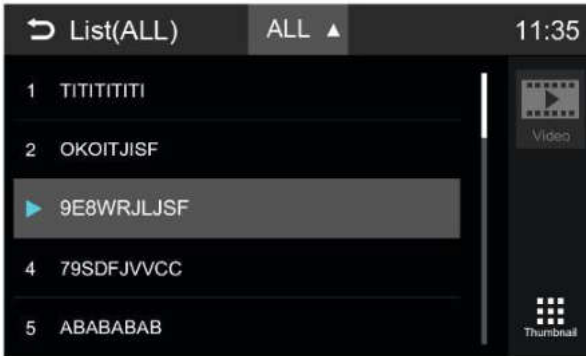 List(ALL) ALL ▲ 11:35
1 TITITITITI
2 OKOITJISF
▶ 9E8WRJLJSF
Video
4 79SDFJVVCC
5 ABABABAB
Thumbnail